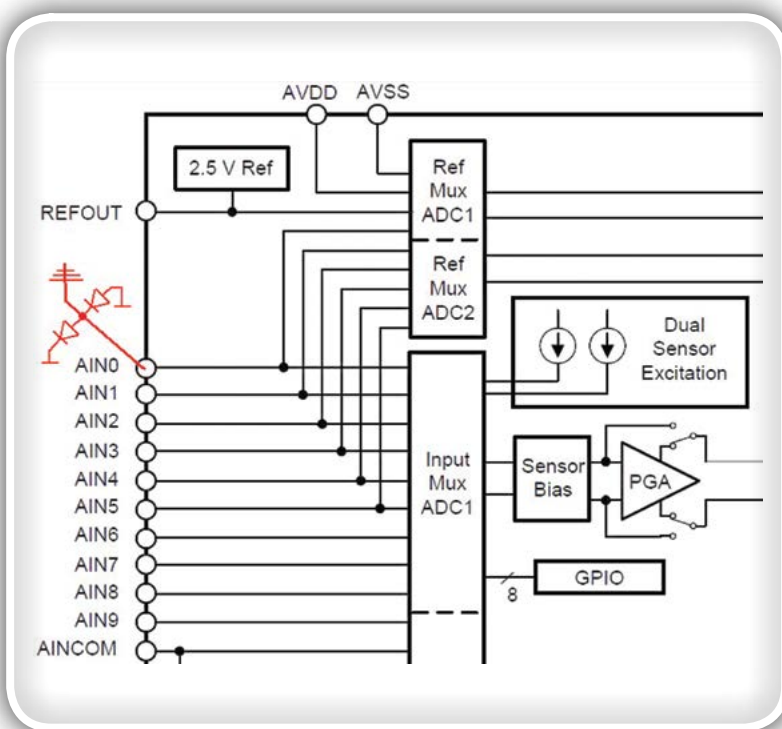 AVDD AVSS
2.5 V Ref
Ref
Mux
ADC1
REFOUT
Ref
Mux
ADC2
Dual
Sensor
Excitation
AIN0
AIN1
AIN2
AIN3
AIN4
AIN5
AIN6
AIN7
AIN8
AIN9
AINCOM
Input
Mux
ADC1
Sensor
Bias
PGA
GPIO
8